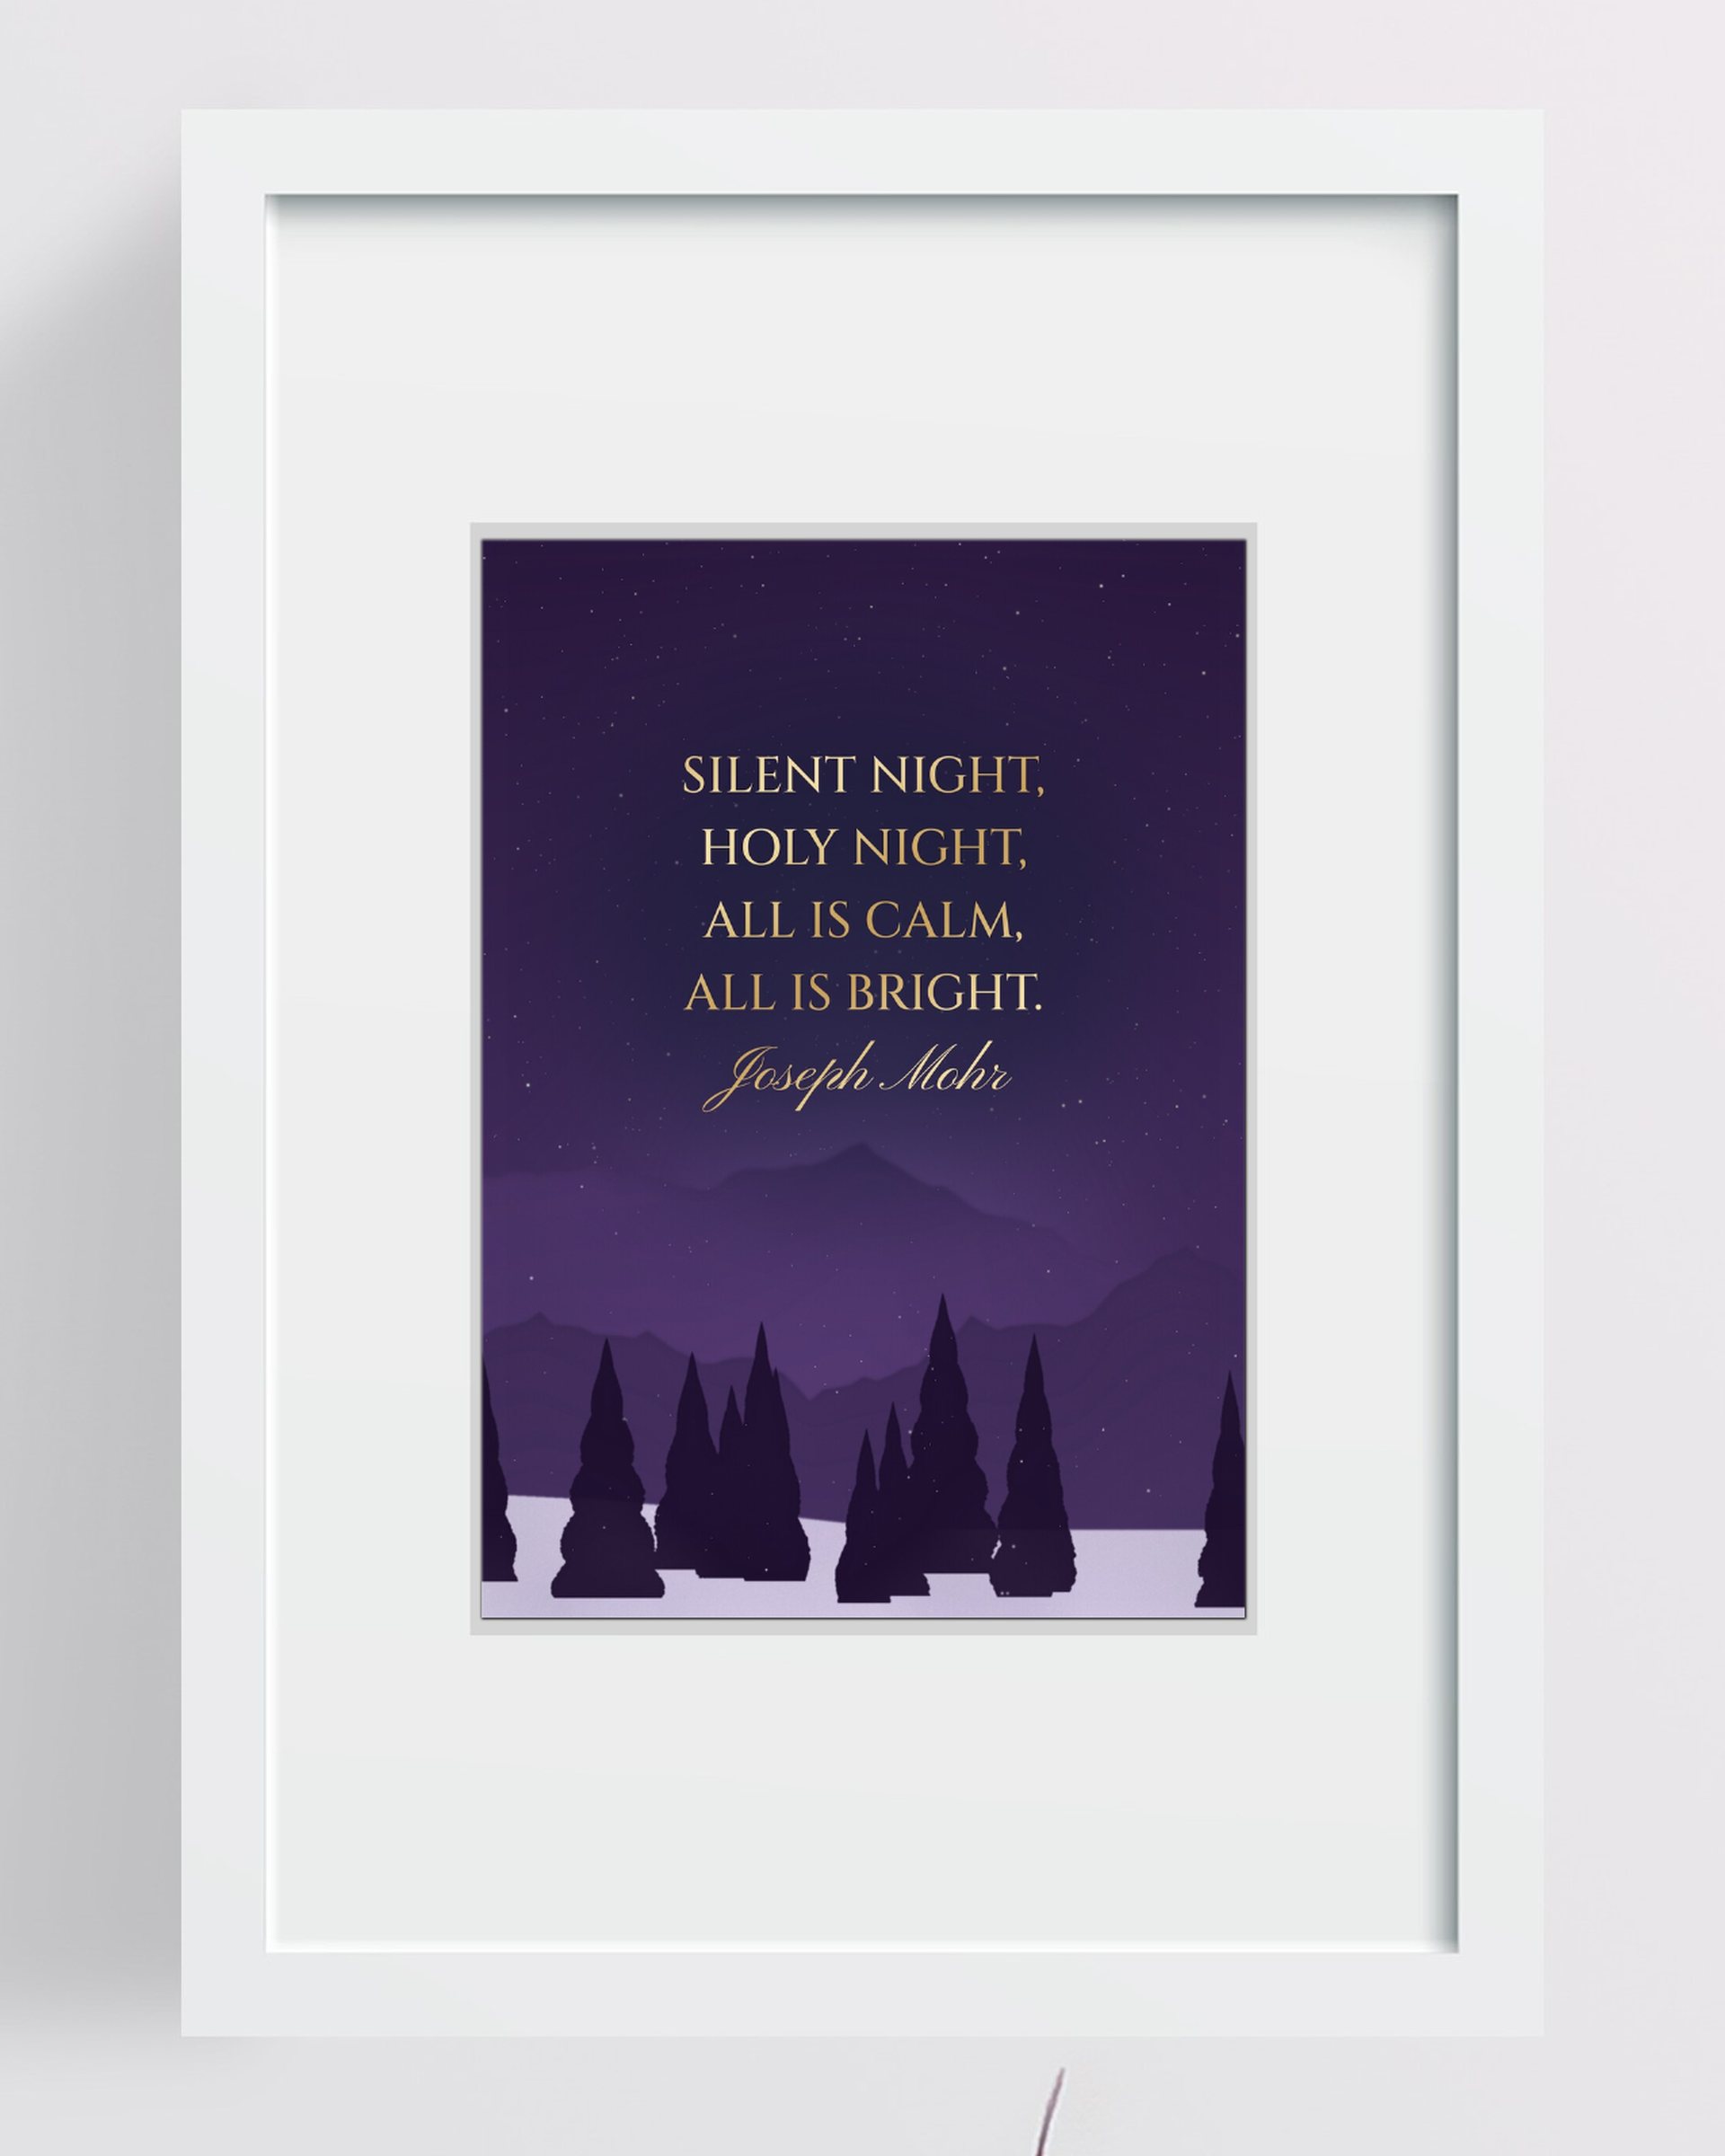 SILENT NIGHT,
HOLY NIGHT,
ALL IS CALM,
ALL IS BRIGHT.
Joseph Mohr